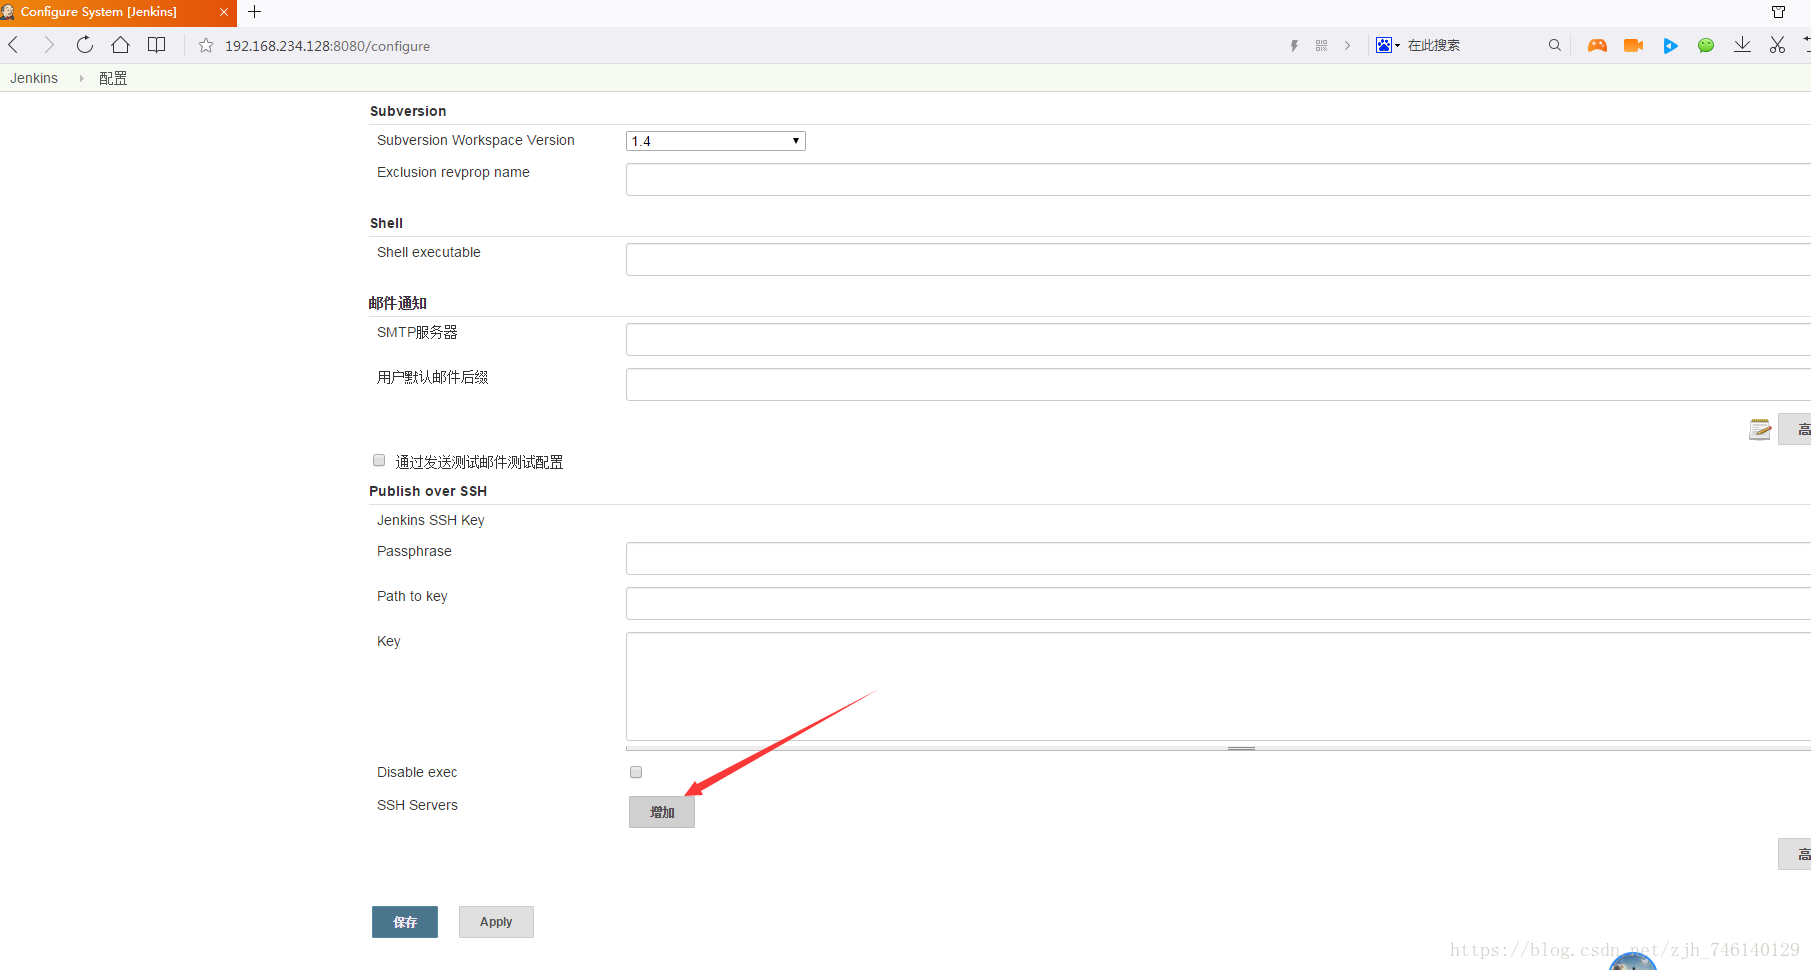 Configure System [Jenkins]
192.168.234.128:8080/configure
在此搜索
Jenkins 配置
Subversion
Subversion Workspace Version 1.4
Exclusion revprop name
Shell
Shell executable
邮件通知
SMTP服务器
用户默认邮件后缀
高
通过发送测试邮件测试配置
Publish over SSH
Jenkins SSH Key
Passphrase
Path to key
Key
Disable exec
SSH Servers 增加
高
保存 Apply
https://blog.csdn.net/zjh_746140129